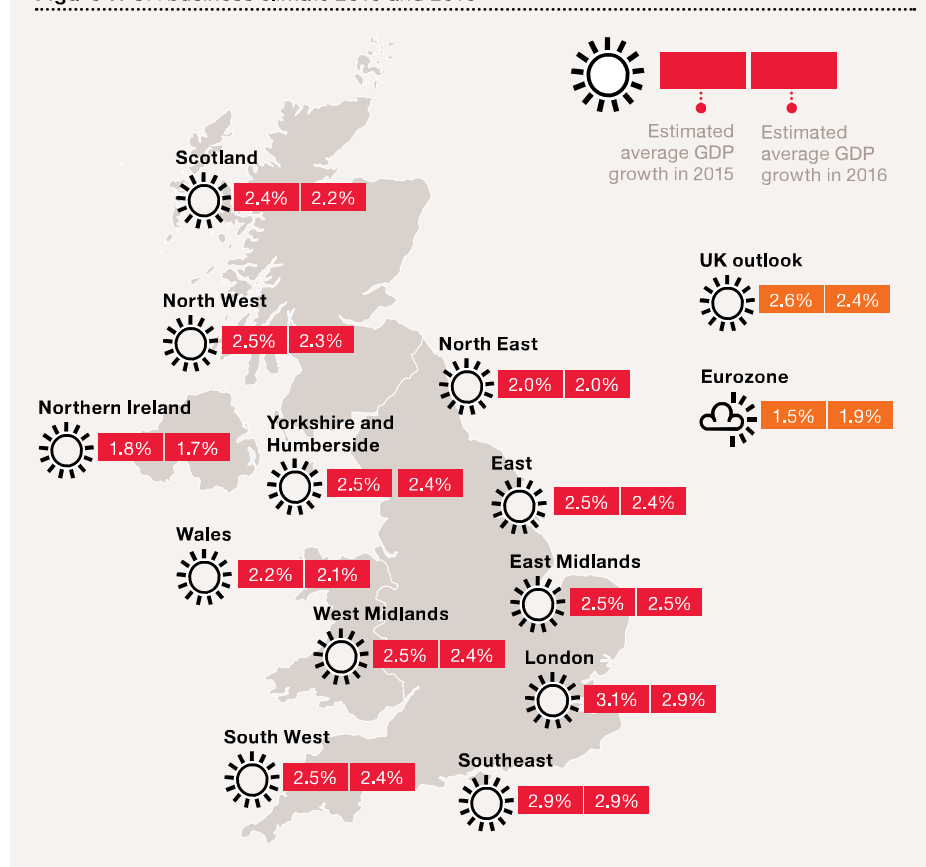 Estimated
average GDP
growth in 2015
Estimated
average GDP
growth in 2016
Scotland
2.4% 2.2%
UK outlook
2.6% 2.4%
North West
2.5% 2.3%
North East
2.0% 2.0%
Eurozone
1.5% 1.9%
Northern Ireland
1.8% 1.7%
Yorkshire and
Humberside
2.5% 2.4%
East
2.5% 2.4%
Wales
2.2% 2.1%
East Midlands
2.5% 2.5%
West Midlands
2.5% 2.4%
London
3.1% 2.9%
South West
2.5% 2.4%
Southeast
2.9% 2.9%